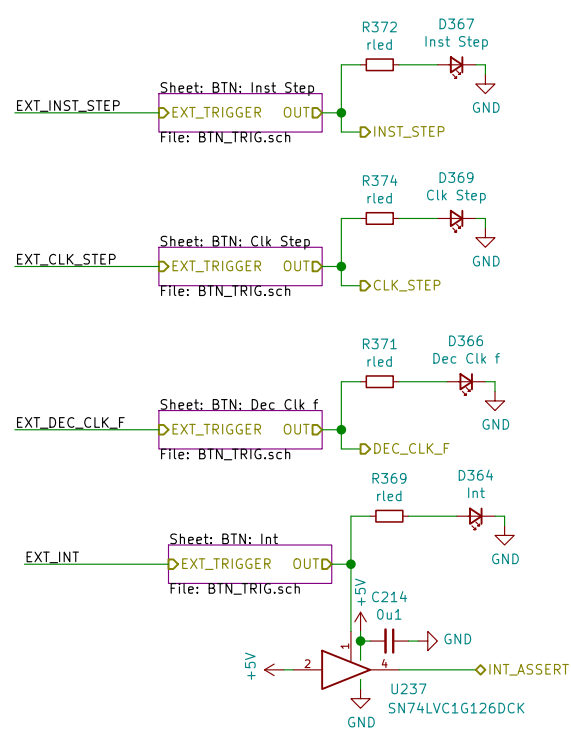 R372
rled
D367
Inst Step
GND
Sheet: BTN: Inst Step
EXT_INST_STEP
EXT_TRIGGER
OUT
INST_STEP
File: BTN_TRIG.sch
R374
rled
D369
Clk Step
GND
Sheet: BTN: Clk Step
EXT_CLK_STEP
EXT_TRIGGER
OUT
CLK_STEP
File: BTN_TRIG.sch
R371
rled
D366
Dec Clk f
GND
Sheet: BTN: Dec Clk f
EXT_DEC_CLK_F
EXT_TRIGGER
OUT
DEC_CLK_F
File: BTN_TRIG.sch
R369
rled
D364
Int
GND
Sheet: BTN: Int
EXT_INT
EXT_TRIGGER
OUT
File: BTN_TRIG.sch
+5V
C214
0u1
GND
1
+5V
2
4
INT_ASSERT
U237
SN74LVC1G126DCK
GND